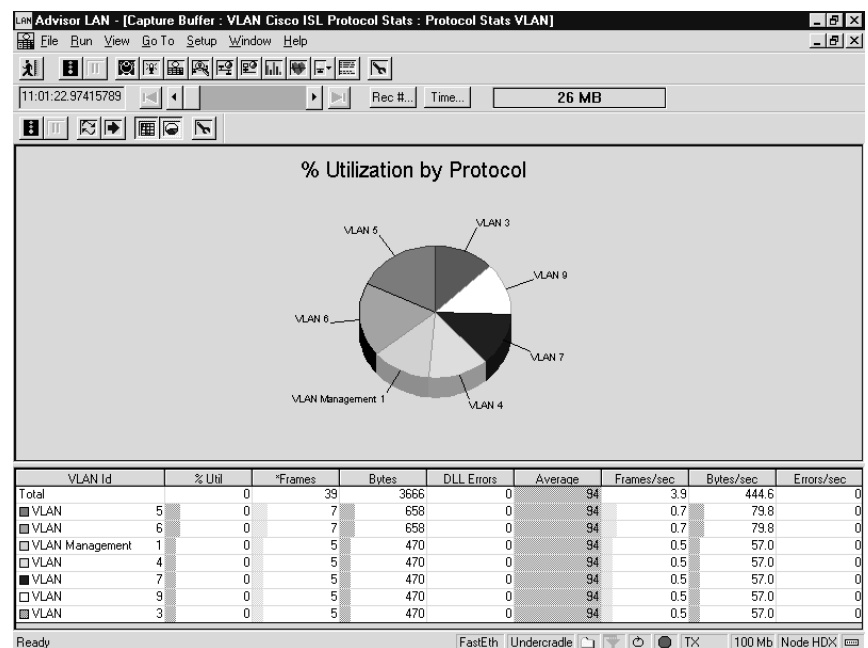 LAN Advisor LAN - [Capture Buffer : VLAN Cisco ISL Protocol Stats : Protocol Stats VLAN]
File Run View Go To Setup Window Help
11:01:22.97415789 Rec #... Time... 26 MB
% Utilization by Protocol
VLAN 5 VLAN 3
VLAN 9
VLAN 6
VLAN 7
VLAN Management 1 VLAN 4
VLAN Id % Util *Frames Bytes DLL Errors Average Frames/sec Bytes/sec Errors/sec
Total 0 39 3666 0 94 3.9 444.6 0
VLAN 5 0 7 658 0 94 0.7 79.8 0
VLAN 6 0 7 658 0 94 0.7 79.8 0
VLAN Management 1 0 5 470 0 94 0.5 57.0 0
VLAN 4 0 5 470 0 94 0.5 57.0 0
VLAN 7 0 5 470 0 94 0.5 57.0 0
VLAN 9 0 5 470 0 94 0.5 57.0 0
VLAN 3 0 5 470 0 94 0.5 57.0 0
Ready FastEth Undercradle TX 100 Mb Node HDX